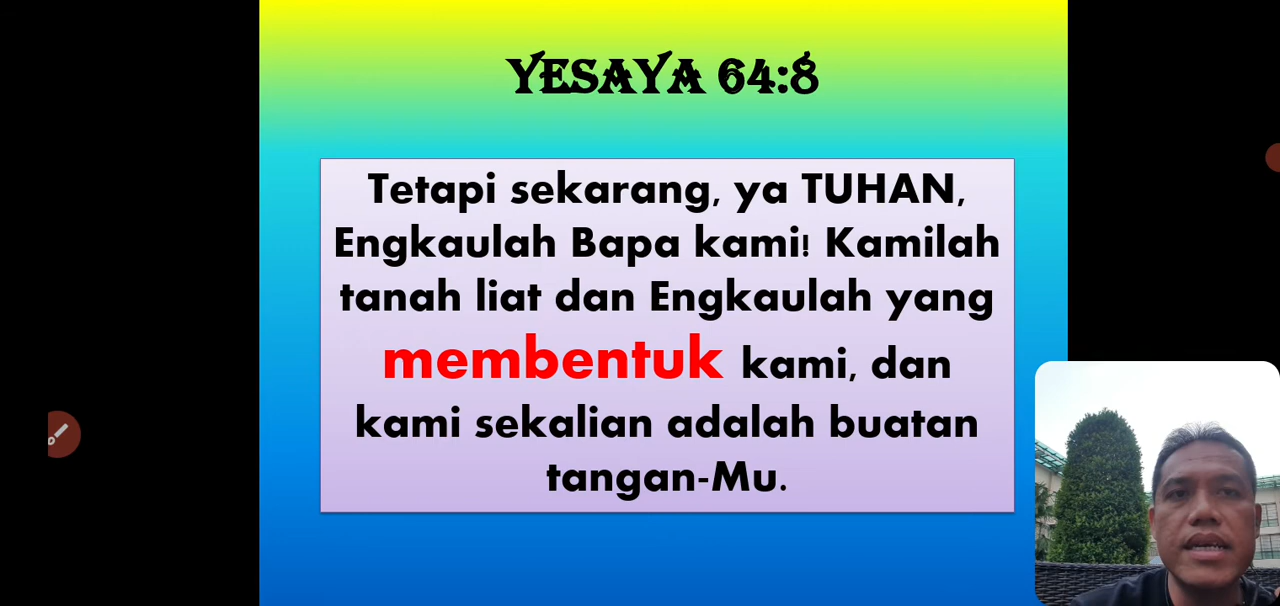 YESAYA 64:8
Tetapi sekarang, ya TUHAN,
Engkaulah Bapa kami! Kamilah
tanah liat dan Engkaulah yang
membentuk kami, dan
kami sekalian adalah buatan
tangan-Mu.